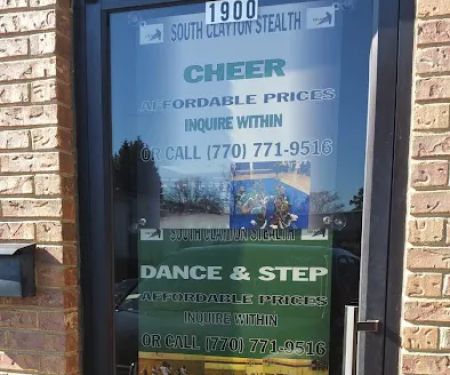 1900
SOUTH CLAYTON STEALTH
CHEER
AFFORDABLE PRICES
INQUIRE WITHIN
OR CALL (770) 771-9516
SOUTH CLAYTON STEALTH
DANCE & STEP
AFFORDABLE PRICES
INQUIRE WITHIN
OR CALL (770) 771-9516